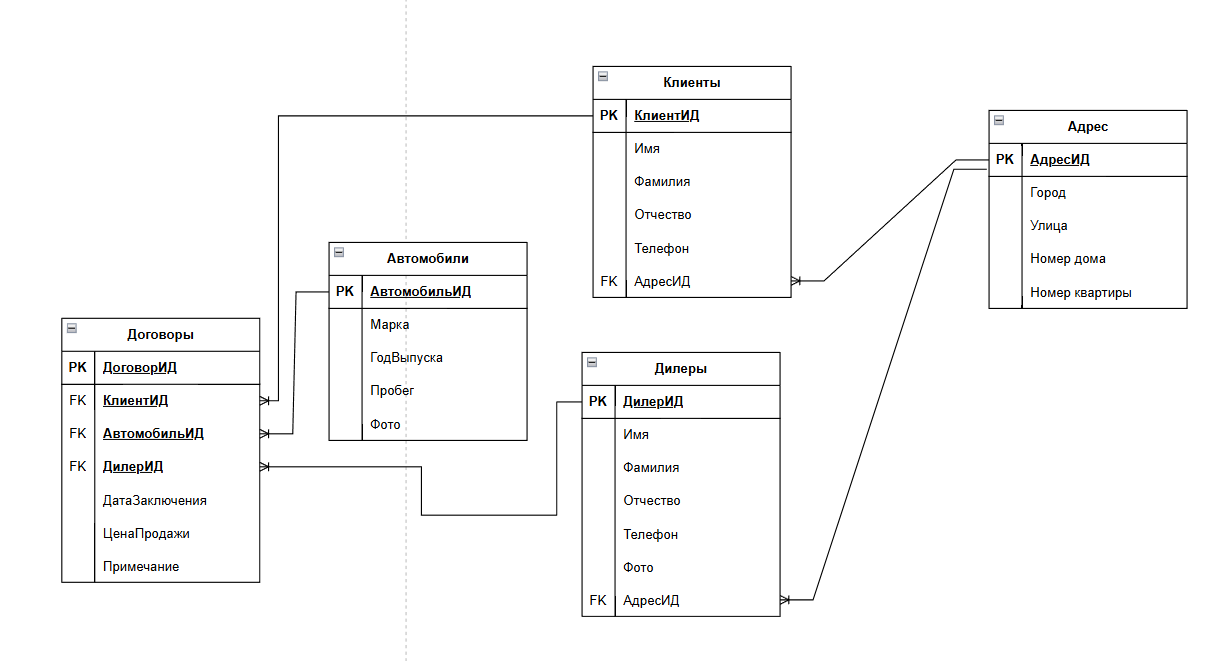 Клиенты
PK КлиентИД
Имя
Фамилия
Отчество
Телефон
FK АдресИД
Адрес
PK АдресИД
Город
Улица
Номер дома
Номер квартиры
Автомобили
PK АвтомобильИД
Марка
ГодВыпуска
Пробег
Фото
Договоры
PK ДоговорИД
FK КлиентИД
FK АвтомобильИД
FK ДилерИД
ДатаЗаключения
ЦенаПродажи
Примечание
Дилеры
PK ДилерИД
Имя
Фамилия
Отчество
Телефон
Фото
FK АдресИД